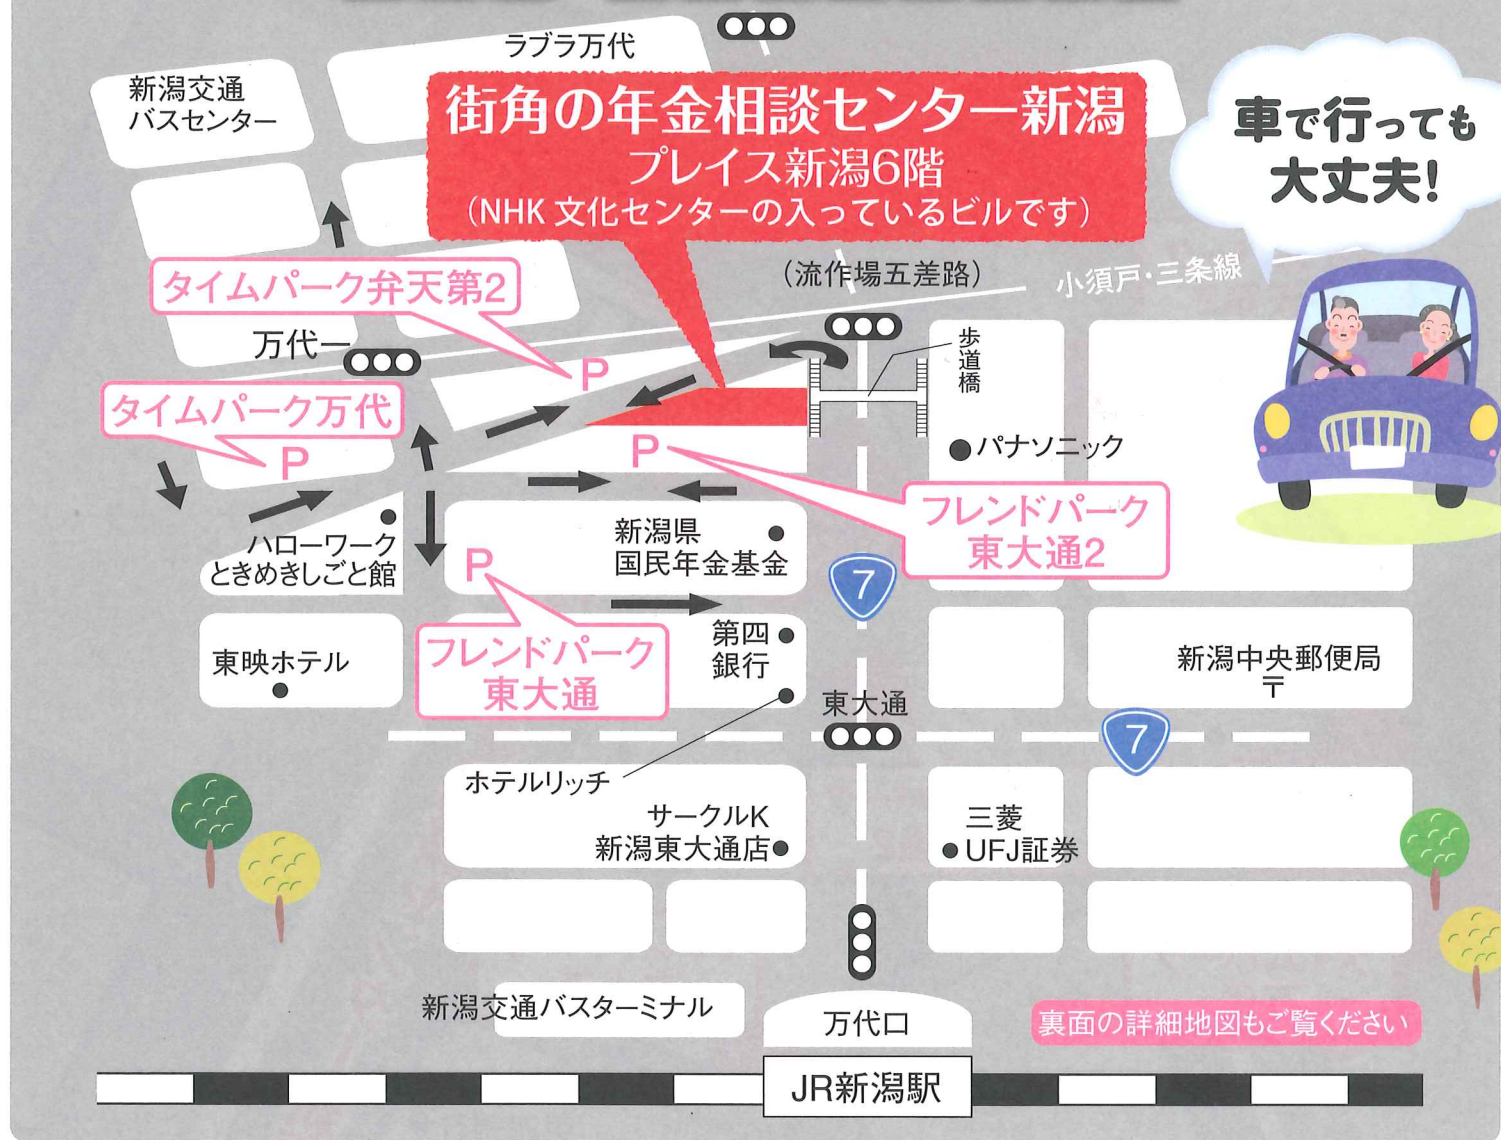 ラブラ万代
新潟交通
バスセンター
街角の年金相談センター新潟
プレイス新潟6階
(NHK 文化センターの入っているビルです)
車で行っても
大丈夫!
(流作場五差路)
小須戸・三条線
タイムパーク弁天第2
万代一
P
歩道橋
タイムパーク万代
P
P
パナソニック
フレンドパーク
東大通2
ハローワーク
ときめきしごと館
新潟県
国民年金基金
P
7
フレンドパーク
東大通
第四
銀行
東映ホテル
新潟中央郵便局
〒
東大通
7
ホテルリッチ
サークルK
新潟東大通店
三菱
UFJ証券
新潟交通バスターミナル
万代口
裏面の詳細地図もご覧ください
JR新潟駅